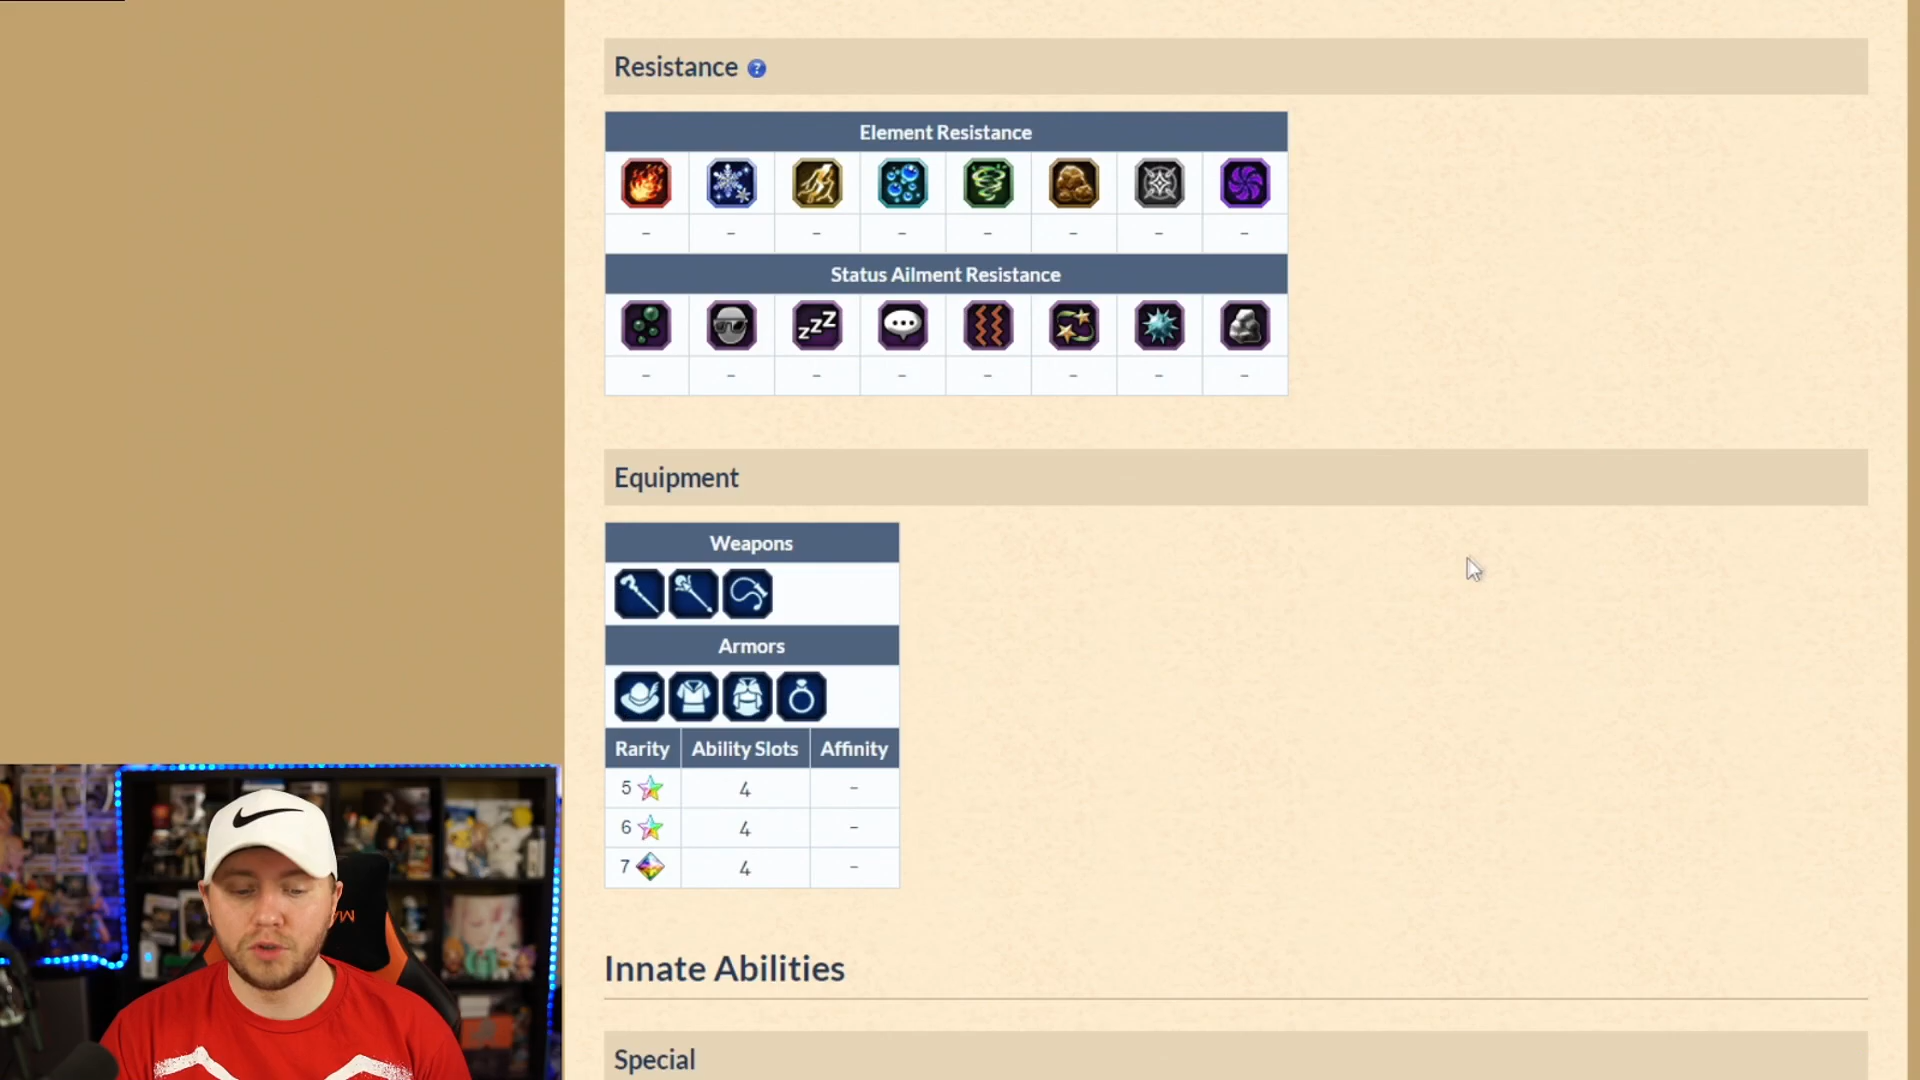 Resistance ?
Element Resistance
– – – – – – – –
Status Ailment Resistance
zzZ
– – – – – – – –
Equipment
Weapons
Armors
Rarity Ability Slots Affinity
5 4 –
6 4 –
7 4 –
Innate Abilities
Special